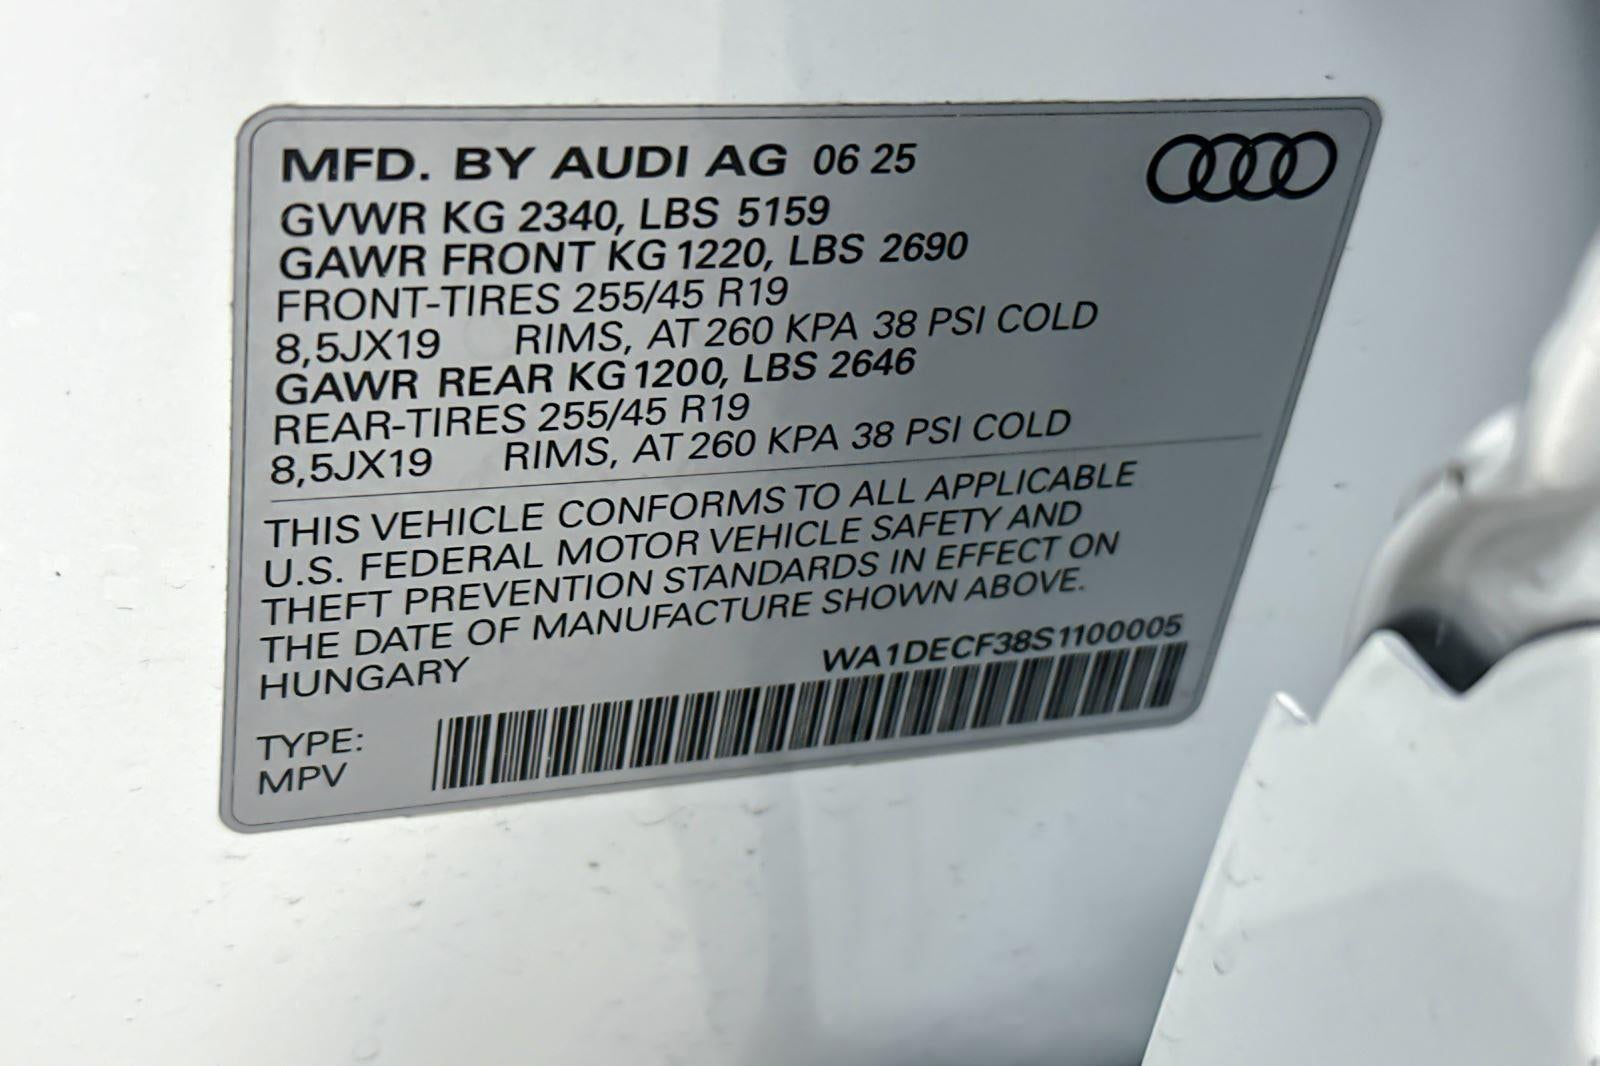 MFD. BY AUDI AG 06 25
GVWR KG 2340, LBS 5159
GAWR FRONT KG 1220, LBS 2690
FRONT-TIRES 255/45 R19
8,5JX19 RIMS, AT 260 KPA 38 PSI COLD
GAWR REAR KG 1200, LBS 2646
REAR-TIRES 255/45 R19
8,5JX19 RIMS, AT 260 KPA 38 PSI COLD
THIS VEHICLE CONFORMS TO ALL APPLICABLE
U.S. FEDERAL MOTOR VEHICLE SAFETY AND
THEFT PREVENTION STANDARDS IN EFFECT ON
THE DATE OF MANUFACTURE SHOWN ABOVE.
HUNGARY WA1DECF38S1100005
TYPE:
MPV